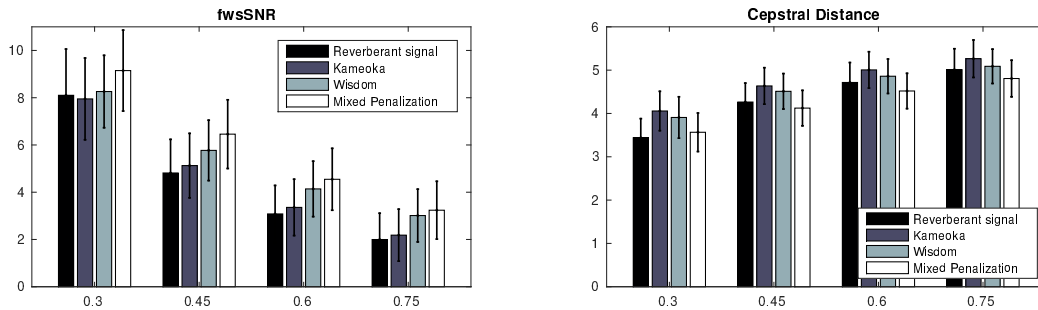 fwsSNR
10
8
6
4
2
0
0.3
0.45
0.6
0.75
Reverberant signal
Kameoka
Wisdom
Mixed Penalization
Cepstral Distance
6
5
4
3
2
1
0
0.3
0.45
0.6
0.75
Reverberant signal
Kameoka
Wisdom
Mixed Penalization